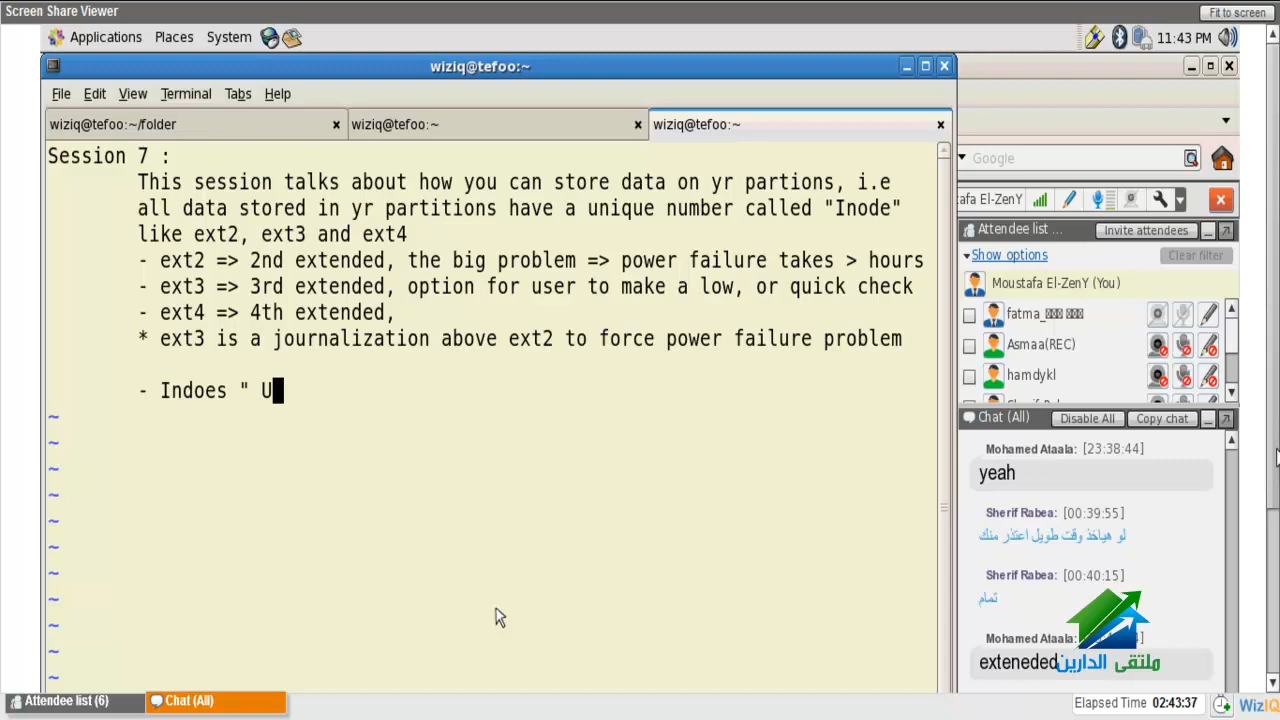 Screen Share Viewer
Fit to screen
Applications Places System
11:43 PM
wiziq@tefoo:~
File Edit View Terminal Tabs Help
wiziq@tefoo:~/folder
wiziq@tefoo:~
wiziq@tefoo:~
Session 7 :
This session talks about how you can store data on yr partions, i.e
all data stored in yr partitions have a unique number called "Inode"
like ext2, ext3 and ext4
- ext2 => 2nd extended, the big problem => power failure takes > hours
- ext3 => 3rd extended, option for user to make a low, or quick check
- ext4 => 4th extended,
* ext3 is a journalization above ext2 to force power failure problem
- Indoes " U
~
~
~
~
~
~
~
~
~
~
~
Google
afa El-ZenY
Attendee list ...
Invite attendees
Show options
Clear filter
Moustafa El-ZenY (You)
fatma_
Asmaa(REC)
hamdykl
Chat (All)
Disable All
Copy chat
Mohamed Ataala: [23:38:44]
yeah
Sherif Rabea: [00:39:55]
لو هياخذ وقت طويل اعتذر منك
Sherif Rabea: [00:40:15]
تمام
Mohamed Ataala:
exteneded
ملتقى الدارين
Attendee list (6)
Chat (All)
Elapsed Time 02:43:37
WizIQ